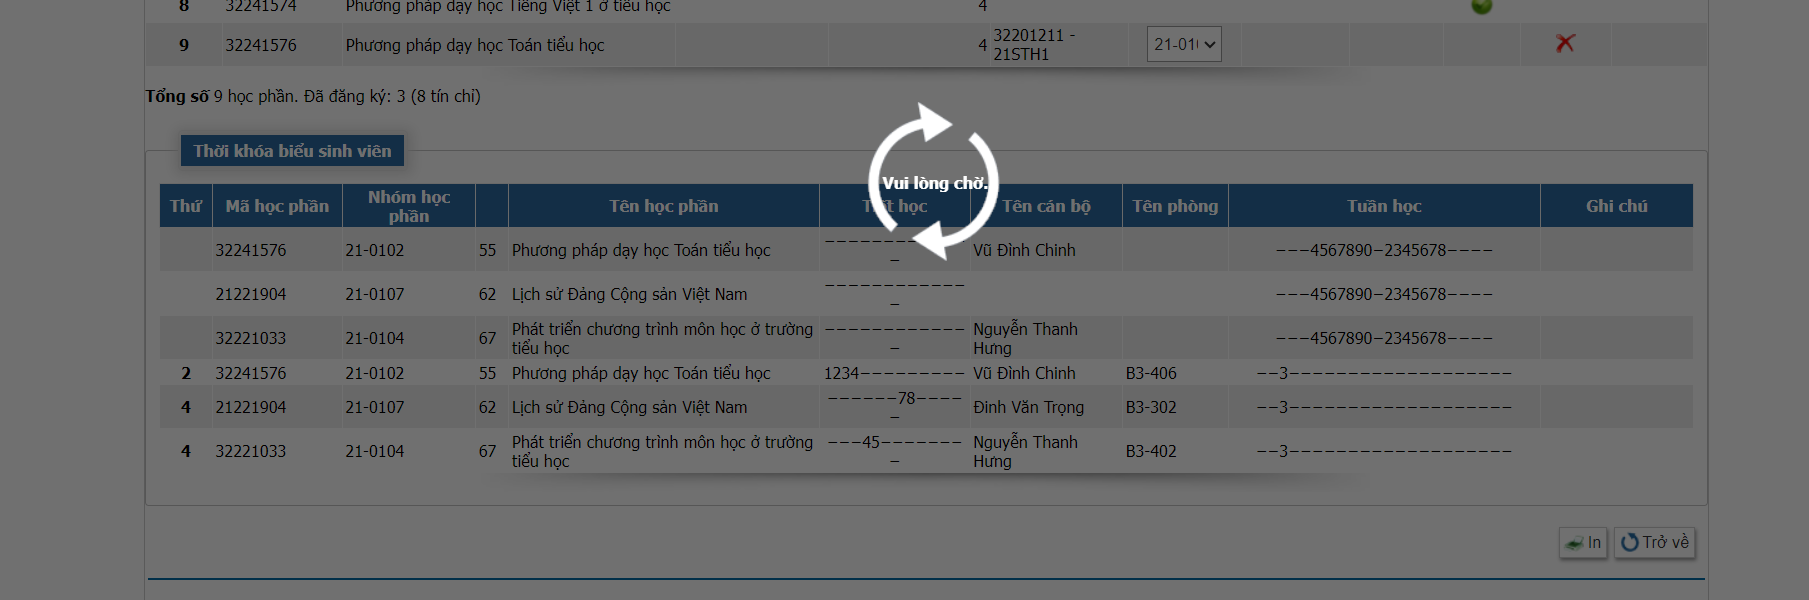 8 32241574 Phương pháp dạy học Tiếng Việt 1 ở tiểu học 4
9 32241576 Phương pháp dạy học Toán tiểu học 4 32201211 - 21STH1 21-01
Tổng số 9 học phần. Đã đăng ký: 3 (8 tín chỉ)
Thời khóa biểu sinh viên
Vui lòng chờ.
Thứ Mã học phần Nhóm học phần Tên học phần Tiết học Tên cán bộ Tên phòng Tuần học Ghi chú
32241576 21-0102 55 Phương pháp dạy học Toán tiểu học ------------- Vũ Đình Chinh ---4567890-2345678----
21221904 21-0107 62 Lịch sử Đảng Cộng sản Việt Nam ------------- ---4567890-2345678----
32221033 21-0104 67 Phát triển chương trình môn học ở trường tiểu học ------------- Nguyễn Thanh Hưng ---4567890-2345678----
2 32241576 21-0102 55 Phương pháp dạy học Toán tiểu học 1234--------- Vũ Đình Chinh B3-406 --3-------------------
4 21221904 21-0107 62 Lịch sử Đảng Cộng sản Việt Nam ------78----- Đinh Văn Trọng B3-302 --3-------------------
4 32221033 21-0104 67 Phát triển chương trình môn học ở trường tiểu học ---45-------- Nguyễn Thanh Hưng B3-402 --3-------------------
In Trở về